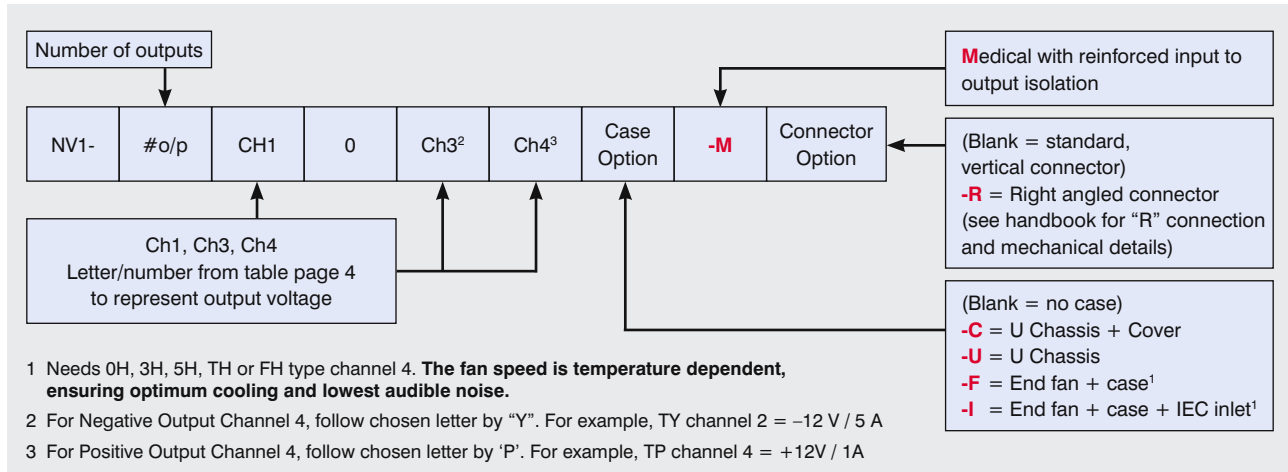 Number of outputs
Medical with reinforced input to
output isolation
NV1-
#o/p
CH1
0
Ch3²
Ch4³
Case
Option
-M
Connector
Option
(Blank = standard,
vertical connector)
-R = Right angled connector
(see handbook for “R” connection
and mechanical details)
Ch1, Ch3, Ch4
Letter/number from table page 4
to represent output voltage
(Blank = no case)
-C = U Chassis + Cover
-U = U Chassis
-F = End fan + case¹
-I = End fan + case + IEC inlet¹
1 Needs 0H, 3H, 5H, TH or FH type channel 4. The fan speed is temperature dependent,
ensuring optimum cooling and lowest audible noise.
2 For Negative Output Channel 4, follow chosen letter by “Y”. For example, TY channel 2 = –12 V / 5 A
3 For Positive Output Channel 4, follow chosen letter by ‘P’. For example, TP channel 4 = +12V / 1A